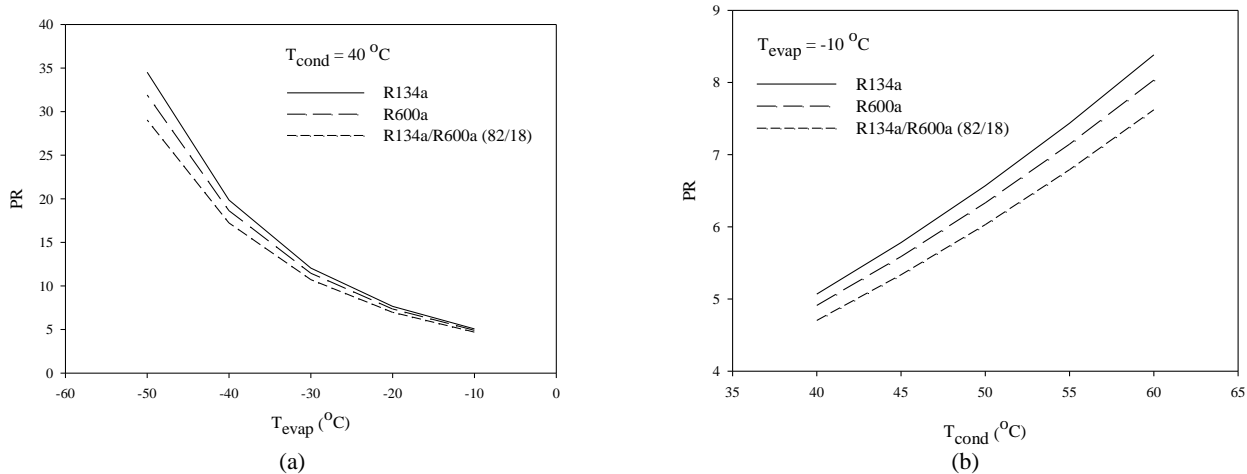 40
35
30
25
20
15
10
5
0
PR
T_cond = 40 °C
R134a
R600a
R134a/R600a (82/18)
-60 -50 -40 -30 -20 -10 0
T_evap (°C)
(a)
9
8
7
6
5
4
PR
T_evap = -10 °C
R134a
R600a
R134a/R600a (82/18)
35 40 45 50 55 60 65
T_cond (°C)
(b)